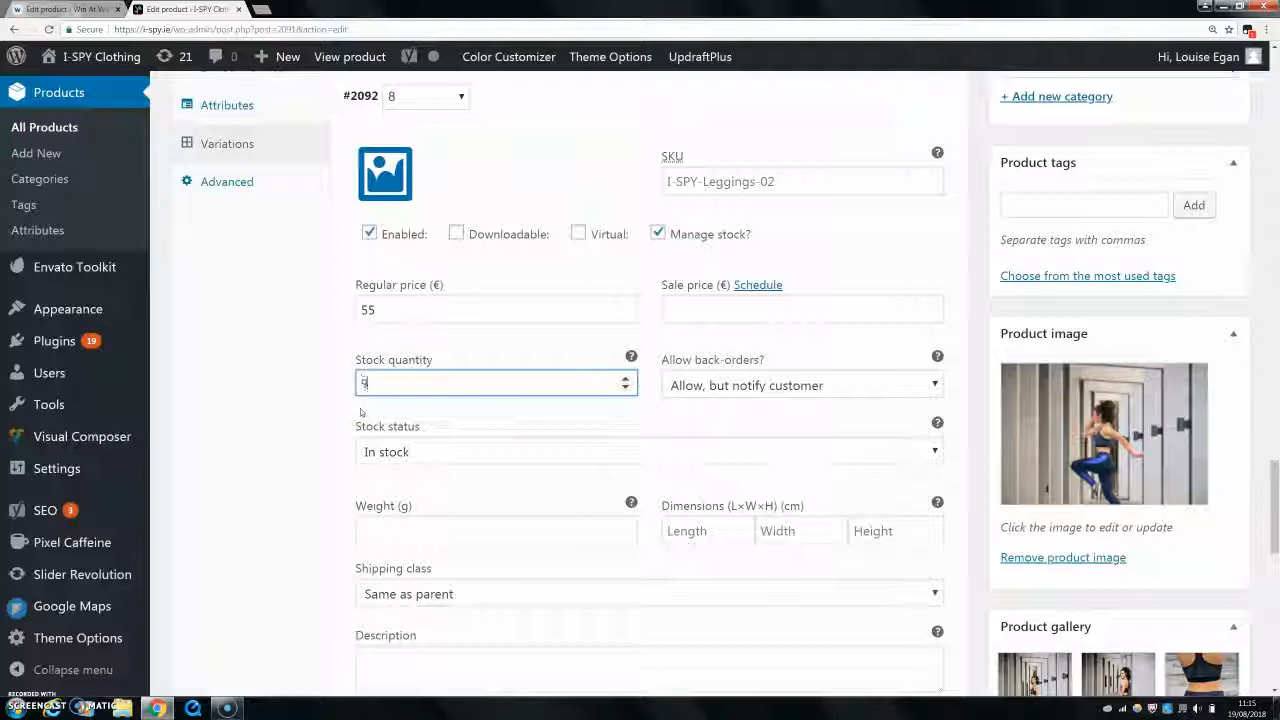 Edit product ‹ Win At Wo
Edit product ‹ I-SPY Clothing
Secure
https://i-spy.ie/wp-admin/post.php?post=2091&action=edit
I-SPY Clothing
21
0
New
View product
Color Customizer
Theme Options
UpdraftPlus
Hi, Louise Egan
Products
All Products
Add New
Categories
Tags
Attributes
Envato Toolkit
Appearance
Plugins 19
Users
Tools
Visual Composer
Settings
SEO 3
Pixel Caffeine
Slider Revolution
Google Maps
Theme Options
Collapse menu
Attributes
Variations
Advanced
#2092 8
SKU
I-SPY-Leggings-02
Enabled: Downloadable: Virtual: Manage stock?
Regular price (€)
55
Sale price (€) Schedule
Stock quantity
Allow back-orders?
Allow, but notify customer
Stock status
In stock
Weight (g)
Dimensions (L×W×H) (cm)
Length Width Height
Shipping class
Same as parent
Description
+ Add new category
Product tags
Add
Separate tags with commas
Choose from the most used tags
Product image
Click the image to edit or update
Remove product image
Product gallery
RECORDED WITH
SCREENCAST MATIC
11:15
19/08/2018